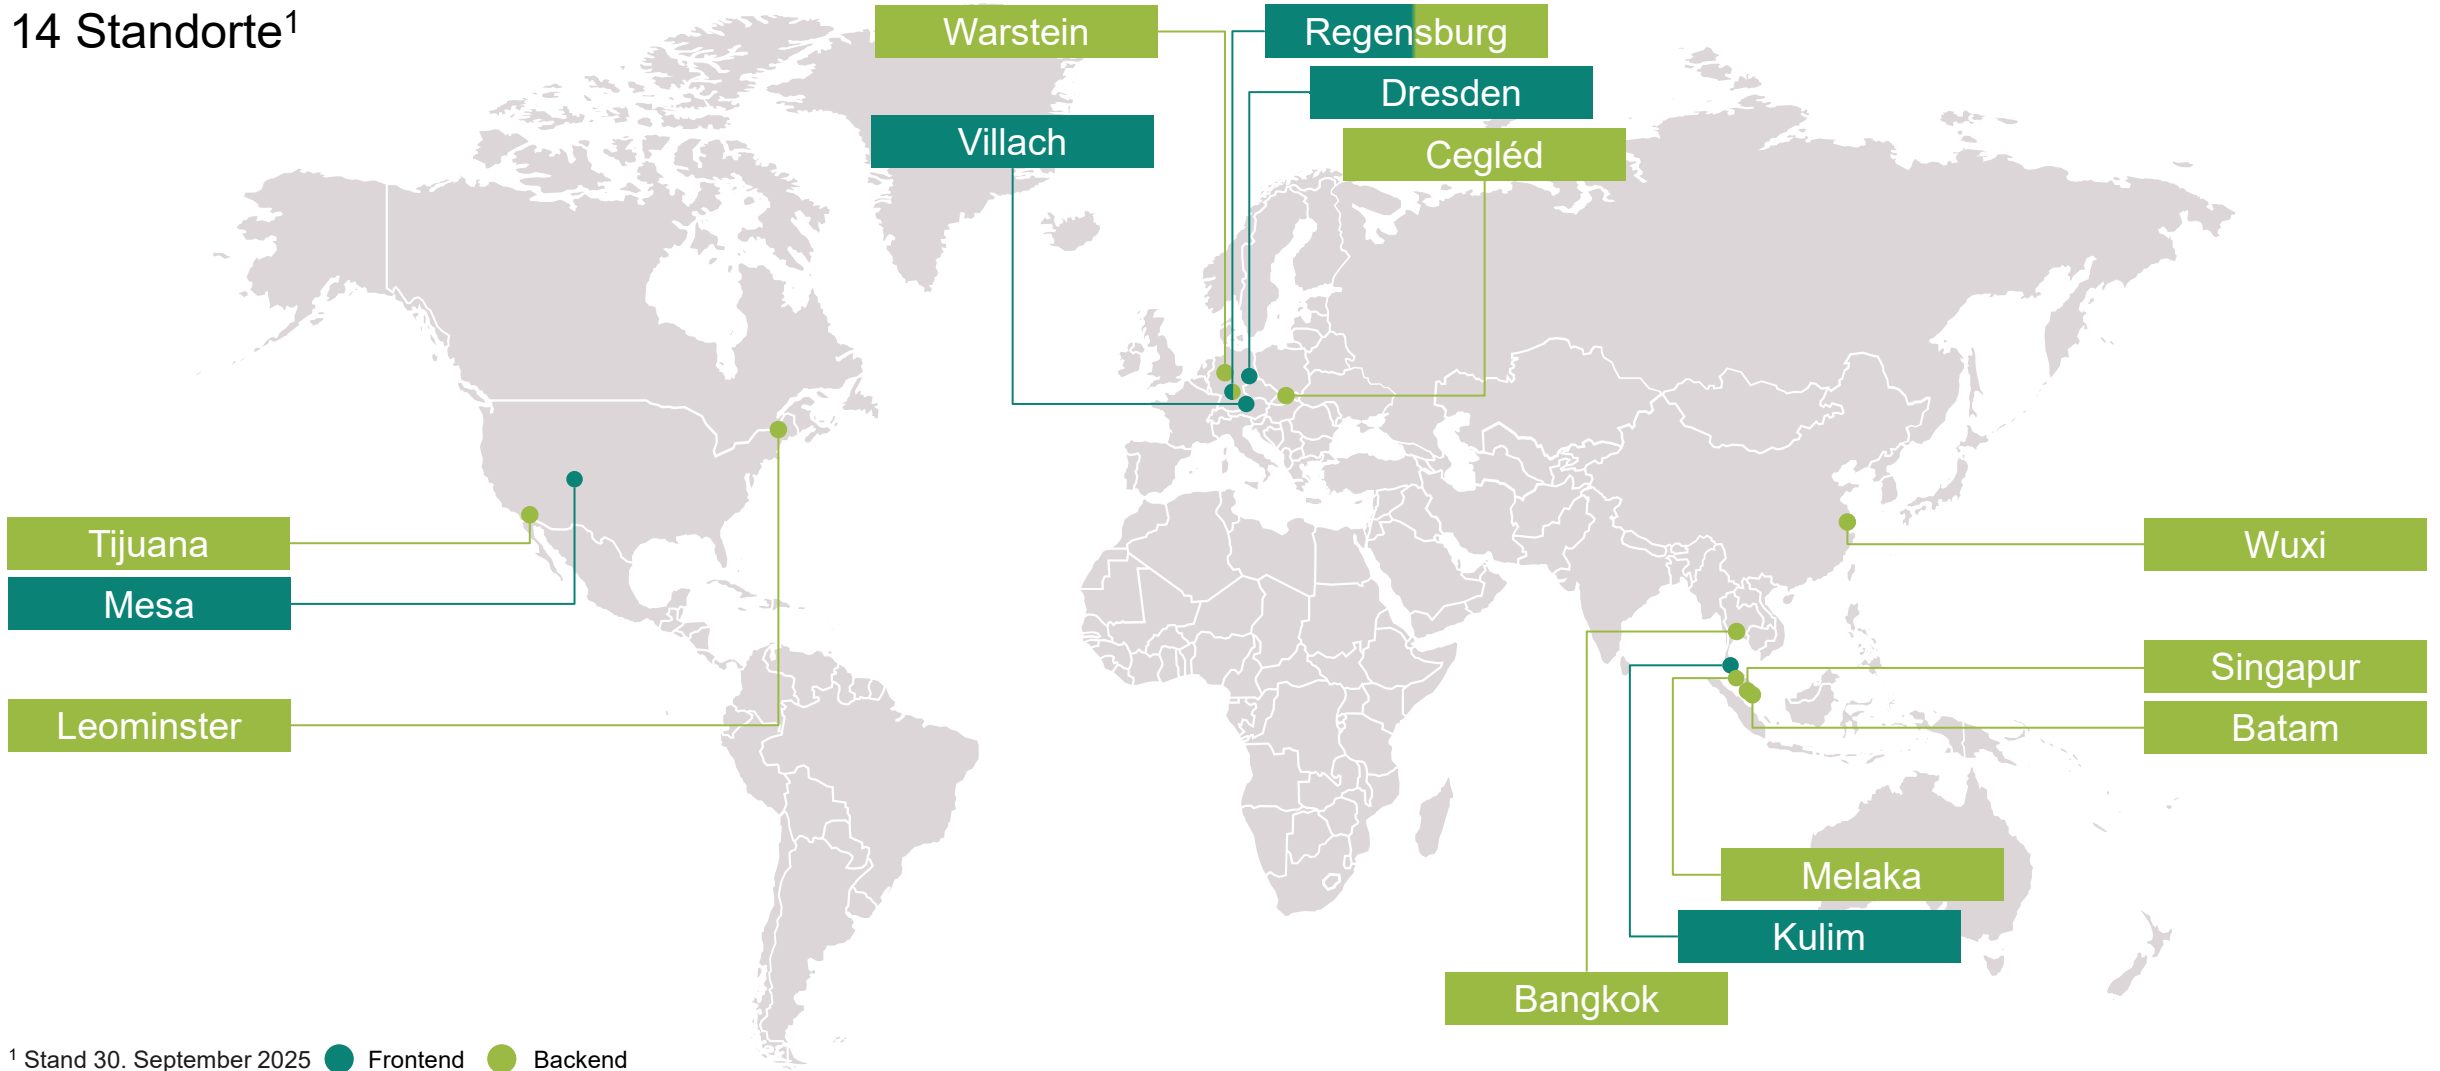 14 Standorte¹
Warstein
Regensburg
Dresden
Villach
Cegléd
Tijuana
Mesa
Leominster
Wuxi
Singapur
Batam
Melaka
Kulim
Bangkok
¹ Stand 30. September 2025 Frontend Backend